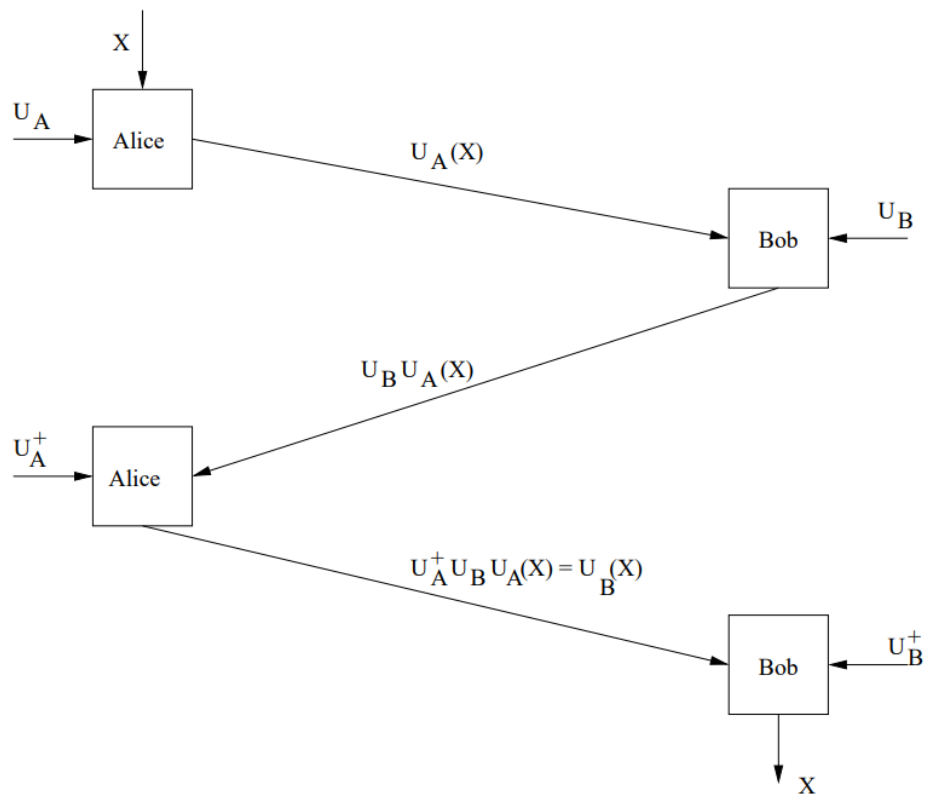 X
U_A
Alice
U_A(X)
U_B
Bob
U_B U_A(X)
U_A^+
Alice
U_A^+ U_B U_A(X) = U_B(X)
U_B^+
Bob
X